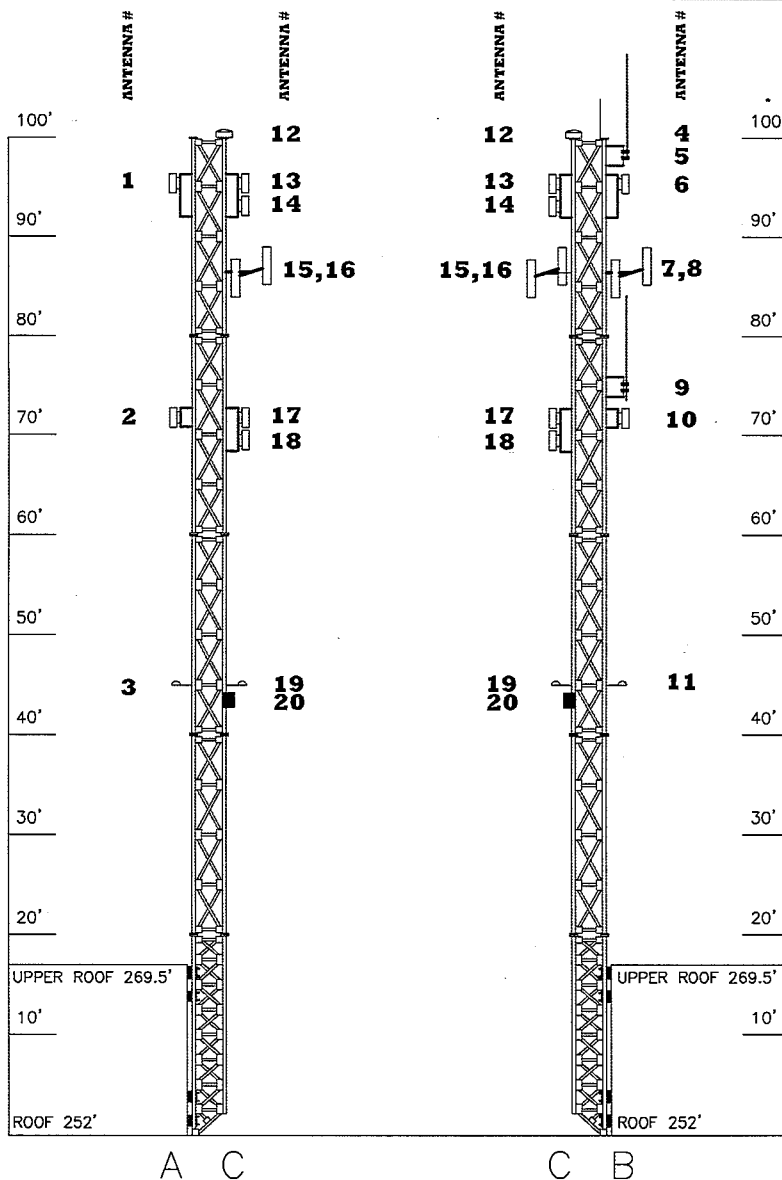 ANTENNA # ANTENNA # ANTENNA # ANTENNA #
100' 12 12 4 100
5
1 13 13 6
14 14
90' 90'
15,16 15,16 7,8
80' 80'
9
2 17 17 10
70' 70'
18 18
60' 60'
50' 50'
3 19 19 11
20 20
40' 40'
30' 30'
20' 20'
UPPER ROOF 269.5' UPPER ROOF 269.5'
10' 10'
ROOF 252' ROOF 252'
A C C B